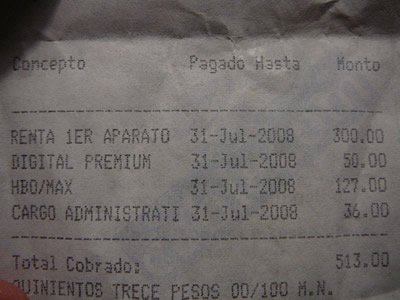 Concepto Pagado Hasta Monto
RENTA 1ER APARATO 31-Jul-2008 300.00
DIGITAL PREMIUM 31-Jul-2008 50.00
HBO/MAX 31-Jul-2008 127.00
CARGO ADMINISTRATI 31-Jul-2008 36.00
Total Cobrado: 513.00
QUINIENTOS TRECE PESOS 00/100 M.N.